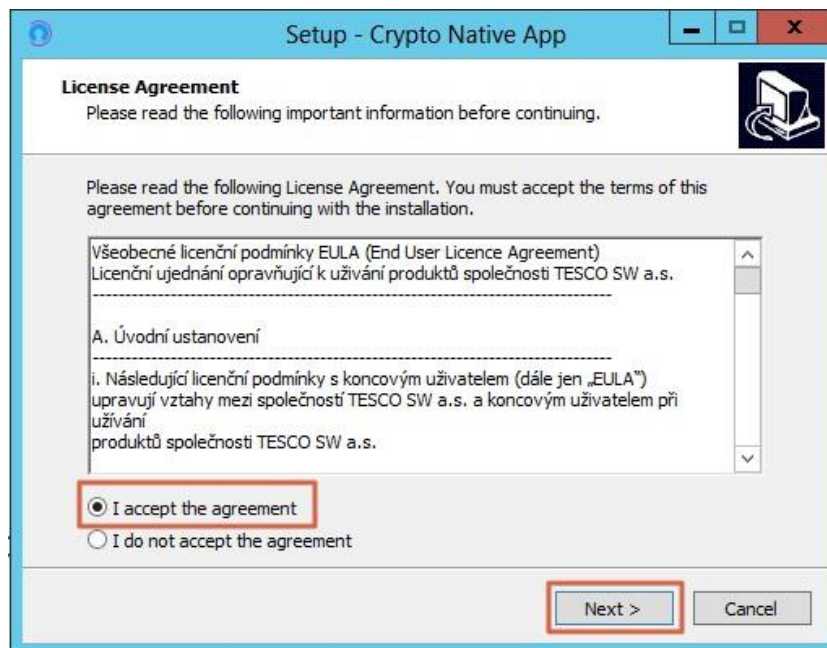 Setup - Crypto Native App
License Agreement
Please read the following important information before continuing.
Please read the following License Agreement. You must accept the terms of this
agreement before continuing with the installation.
Všeobecné licenční podmínky EULA (End User Licence Agreement)
Licenční ujednání opravňující k užívání produktů společnosti TESCO SW a.s.
--------------------------------------------------------------------------------
A. Úvodní ustanovení
--------------------------------------------------------------------------------
i. Následující licenční podmínky s koncovým uživatelem (dále jen „EULA“)
upravují vztahy mezi společností TESCO SW a.s. a koncovým uživatelem při
užívání
produktů společnosti TESCO SW a.s.
I accept the agreement
I do not accept the agreement
Next >
Cancel